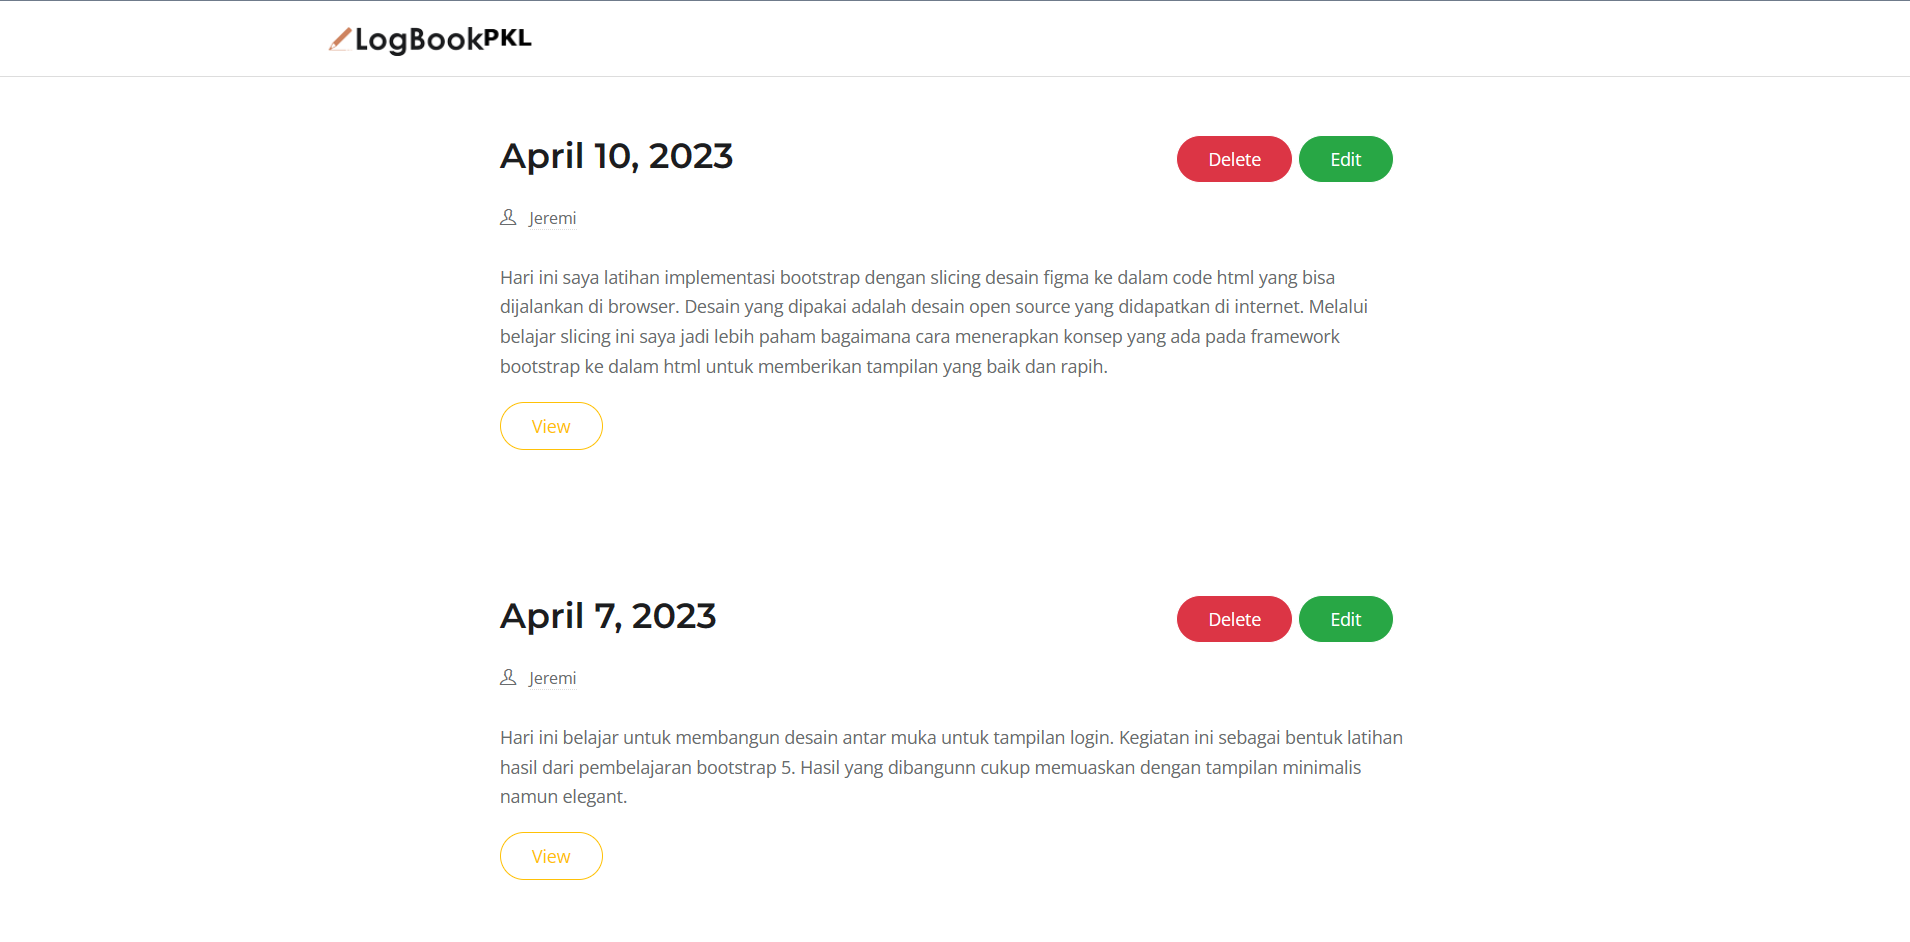 LogBookPKL
April 10, 2023
Delete
Edit
Jeremi
Hari ini saya latihan implementasi bootstrap dengan slicing desain figma ke dalam code html yang bisa
dijalankan di browser. Desain yang dipakai adalah desain open source yang didapatkan di internet. Melalui
belajar slicing ini saya jadi lebih paham bagaimana cara menerapkan konsep yang ada pada framework
bootstrap ke dalam html untuk memberikan tampilan yang baik dan rapih.
View
April 7, 2023
Delete
Edit
Jeremi
Hari ini belajar untuk membangun desain antar muka untuk tampilan login. Kegiatan ini sebagai bentuk latihan
hasil dari pembelajaran bootstrap 5. Hasil yang dibangunn cukup memuaskan dengan tampilan minimalis
namun elegant.
View